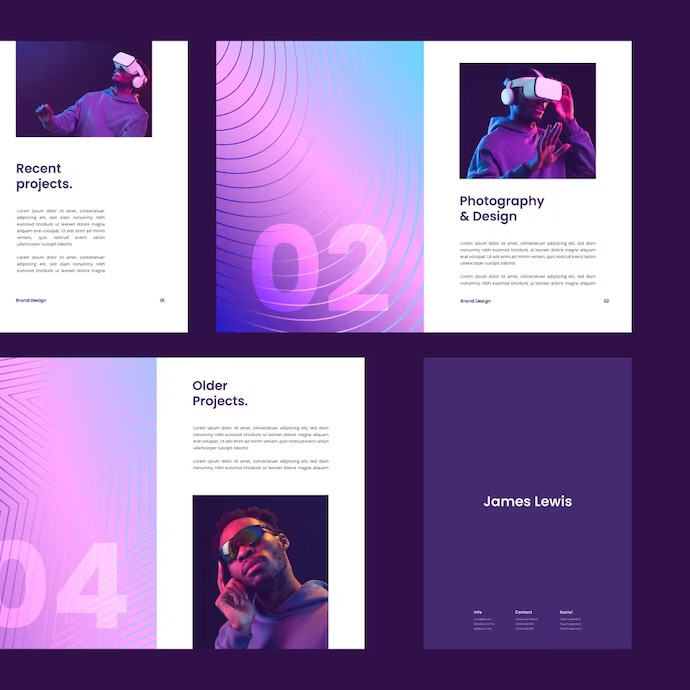 Recent
projects.
Lorem ipsum dolor sit amet, consectetuer
adipiscing elit, sed diam nonummy nibh
euismod tincidunt ut laoreet dolore magna
aliquam erat volutpat. Ut wisi enim ad minim
veniam, quis nostrud exerci tation
ullamcorper suscipit lobortis
Lorem ipsum dolor sit amet, consectetuer
adipiscing elit, sed diam nonummy nibh
euismod tincidunt ut laoreet dolore magna
Brand Design
01
02
Photography
& Design
Lorem ipsum dolor sit amet, consectetuer adipiscing elit, sed diam
nonummy nibh euismod tincidunt ut laoreet dolore magna aliquam
erat volutpat. Ut wisi enim ad minim veniam, quis nostrud exerci tation
ullamcorper suscipit lobortis
Lorem ipsum dolor sit amet, consectetuer adipiscing elit, sed diam
nonummy nibh euismod tincidunt ut laoreet dolore magna aliquam
Brand Design
02
04
Older
Projects.
Lorem ipsum dolor sit amet, consectetuer adipiscing elit, sed diam
nonummy nibh euismod tincidunt ut laoreet dolore magna aliquam
erat volutpat. Ut wisi enim ad minim veniam, quis nostrud exerci tation
ullamcorper suscipit lobortis
Lorem ipsum dolor sit amet, consectetuer adipiscing elit, sed diam
nonummy nibh euismod tincidunt ut laoreet dolore magna aliquam
James Lewis
Info
Contact
Social